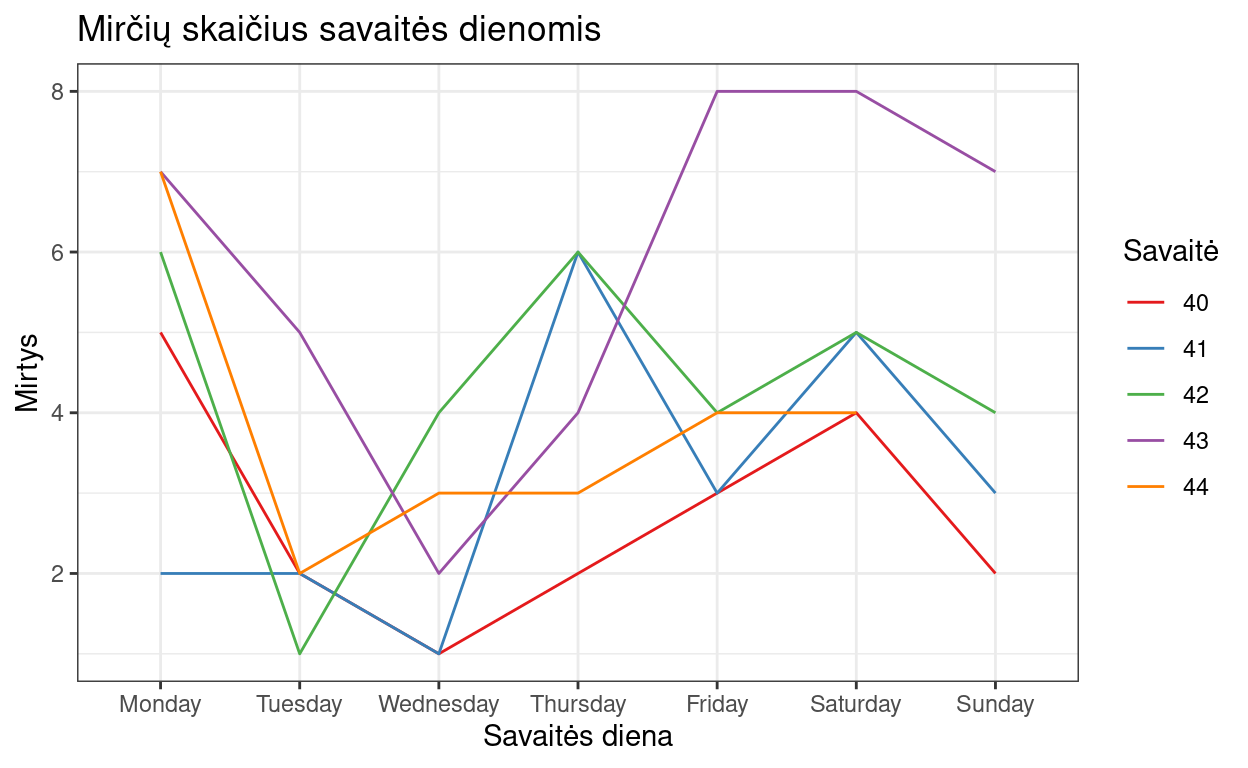 Mirčių skaičius savaitės dienomis
8
6
4
2
Mirtys
Monday Tuesday Wednesday Thursday Friday Saturday Sunday
Savaitės diena
Savaitė
40
41
42
43
44